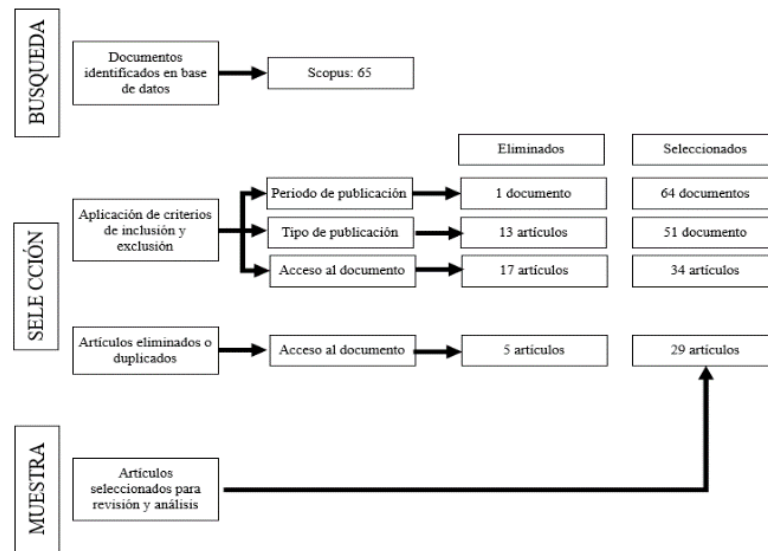 BUSQUEDA
Documentos
identificados en base
de datos
Scopus: 65
Eliminados
Seleccionados
SELE CCIÓN
Aplicación de criterios
de inclusión y
exclusión
Periodo de publicación
1 documento
64 documentos
Tipo de publicación
13 artículos
51 documento
Acceso al documento
17 artículos
34 artículos
Artículos eliminados o
duplicados
Acceso al documento
5 artículos
29 artículos
MUESTRA
Artículos
seleccionados para
revisión y análisis